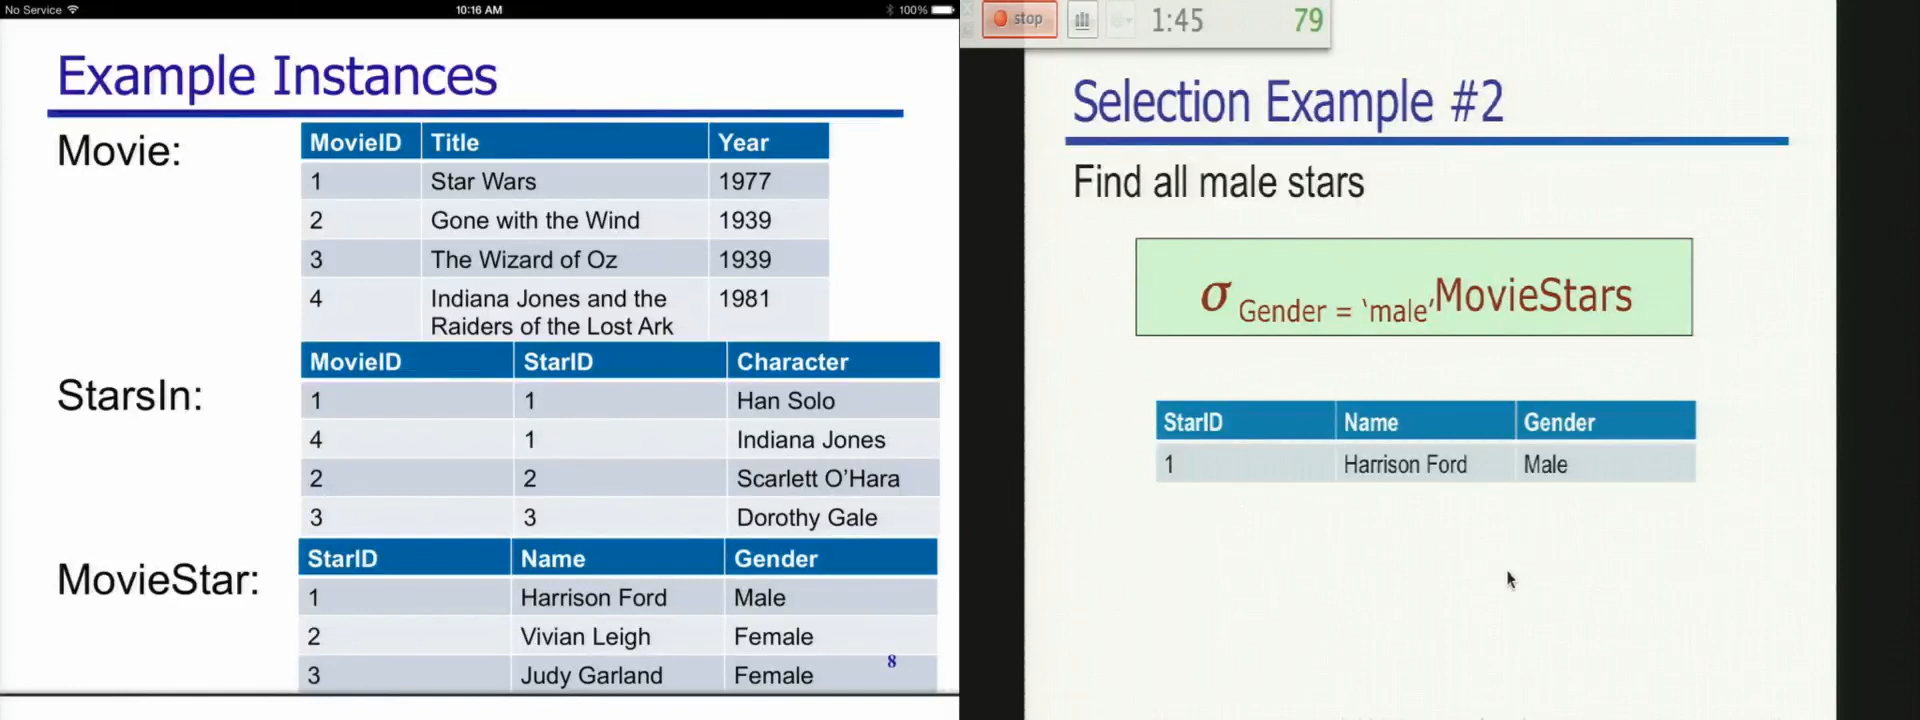 No Service 10:16 AM 100%
Example Instances
Movie:
MovieID Title Year
1 Star Wars 1977
2 Gone with the Wind 1939
3 The Wizard of Oz 1939
4 Indiana Jones and the 1981
Raiders of the Lost Ark
StarsIn:
MovieID StarID Character
1 1 Han Solo
4 1 Indiana Jones
2 2 Scarlett O’Hara
3 3 Dorothy Gale
MovieStar:
StarID Name Gender
1 Harrison Ford Male
2 Vivian Leigh Female
3 Judy Garland Female
8
stop 1:45 79
Selection Example #2
Find all male stars
σ Gender = ‘male’MovieStars
StarID Name Gender
1 Harrison Ford Male